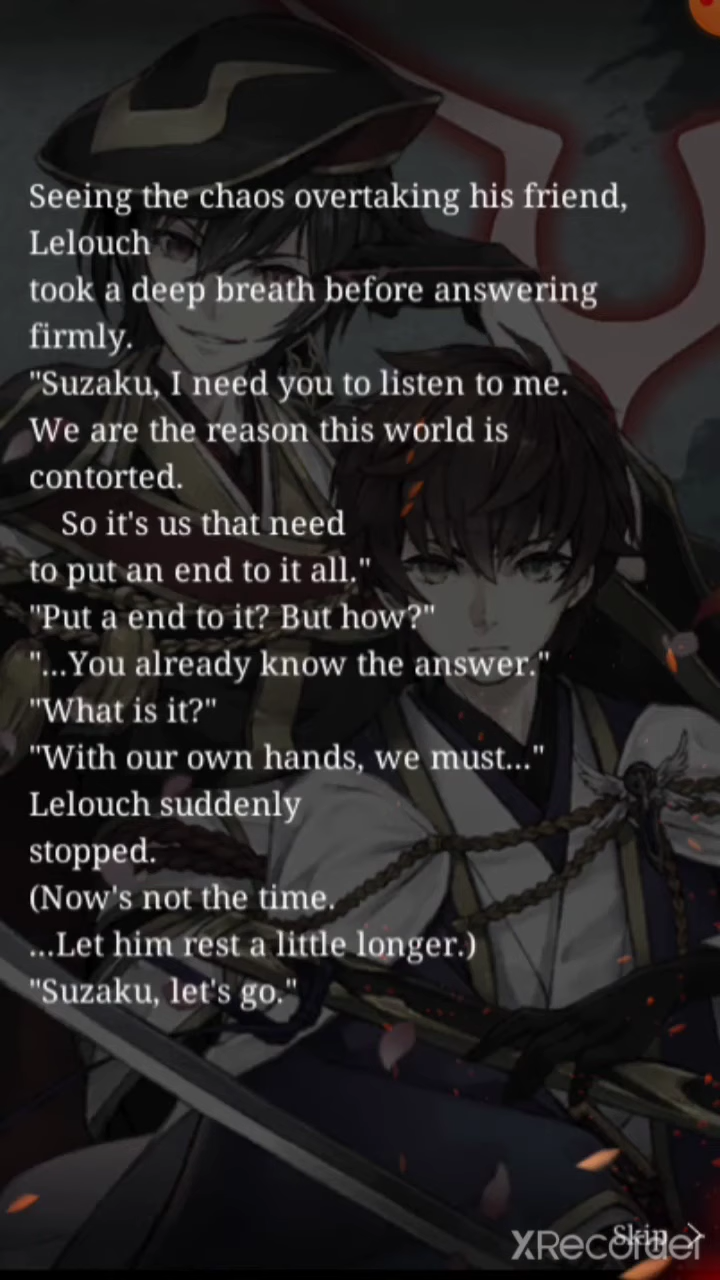 Seeing the chaos overtaking his friend,
Lelouch
took a deep breath before answering
firmly.
"Suzaku, I need you to listen to me.
We are the reason this world is
contorted.
So it's us that need
to put an end to it all."
"Put a end to it? But how?"
"...You already know the answer."
"What is it?"
"With our own hands, we must..."
Lelouch suddenly
stopped.
(Now's not the time.
...Let him rest a little longer.)
"Suzaku, let's go."
Skip >
XRecorder